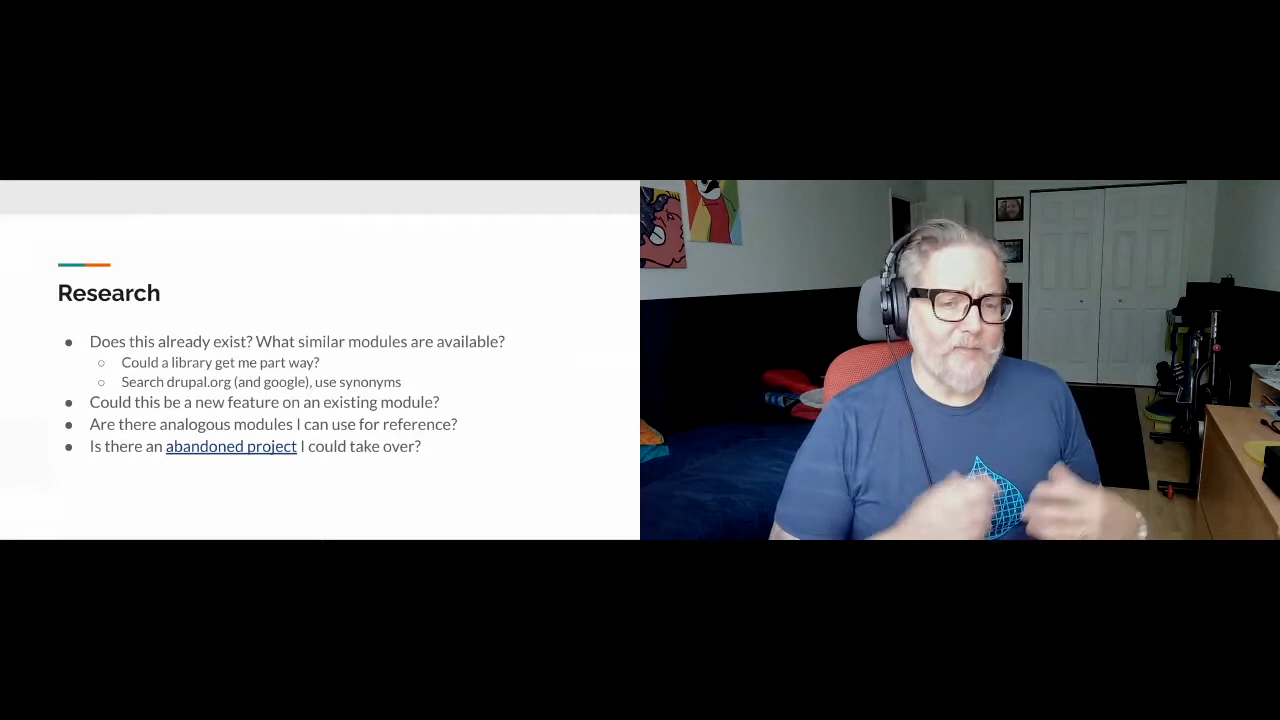 Research
● Does this already exist? What similar modules are available?
○ Could a library get me part way?
○ Search drupal.org (and google), use synonyms
● Could this be a new feature on an existing module?
● Are there analogous modules I can use for reference?
● Is there an abandoned project I could take over?